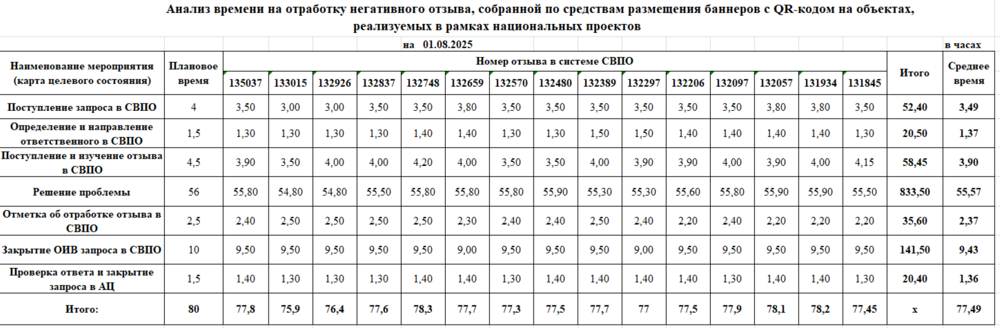 Анализ времени на отработку негативного отзыва, собранной по средствам размещения баннеров с QR-кодом на объектах,
реализуемых в рамках национальных проектов
на 01.08.2025 в часах
Наименование мероприятия (карта целевого состояния) Плановое время Номер отзыва в системе СВПО Итого Среднее время
135037 133015 132926 132837 132748 132659 132570 132480 132389 132297 132206 132097 132057 131934 131845
Поступление запроса в СВПО 4 3,50 3,00 3,00 3,50 3,50 3,80 3,50 3,50 3,50 3,50 3,50 3,50 3,80 3,80 3,50 52,40 3,49
Определение и направление ответственного в СВПО 1,5 1,30 1,30 1,30 1,30 1,40 1,40 1,30 1,30 1,50 1,50 1,40 1,40 1,40 1,40 1,30 20,50 1,37
Поступление и изучение отзыва в СВПО 4,5 3,90 3,50 4,00 4,00 4,20 4,00 3,50 3,50 4,00 3,90 3,90 4,00 3,90 4,00 4,15 58,45 3,90
Решение проблемы 56 55,80 54,80 54,80 55,50 55,80 55,80 55,80 55,90 55,30 55,30 55,60 55,80 55,90 55,90 55,50 833,50 55,57
Отметка об отработке отзыва в СВПО 2,5 2,40 2,50 2,50 2,50 2,50 2,30 2,40 2,40 2,50 2,40 2,20 2,40 2,20 2,20 2,20 35,60 2,37
Закрытие ОИВ запроса в СВПО 10 9,50 9,50 9,50 9,50 9,50 9,00 9,50 9,50 9,50 9,00 9,50 9,50 9,50 9,50 9,50 141,50 9,43
Проверка ответа и закрытие запроса в АЦ 1,5 1,40 1,30 1,30 1,30 1,40 1,40 1,30 1,40 1,40 1,40 1,40 1,30 1,40 1,40 1,30 20,40 1,36
Итого: 80 77,8 75,9 76,4 77,6 78,3 77,7 77,3 77,5 77,7 77 77,5 77,9 78,1 78,2 77,45 х 77,49